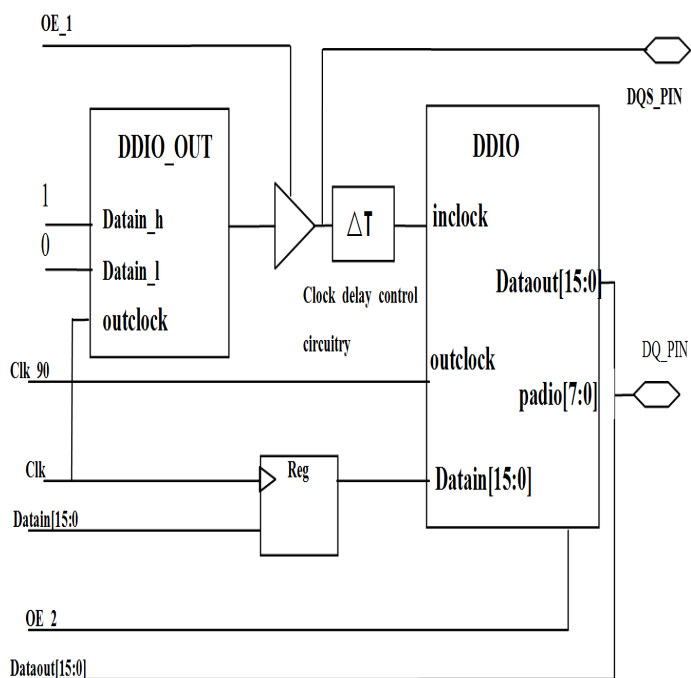 OE_1
DQS_PIN
DDIO_OUT
DDIO
1
Datain_h
0
Datain_l
outclock
△T
inclock
Clock delay control
circuitry
Dataout[15:0]
outclock
DQ_PIN
Clk_90
padio[7:0]
Clk
Reg
Datain[15:0]
Datain[15:0
OE_2
Dataout[15:0]